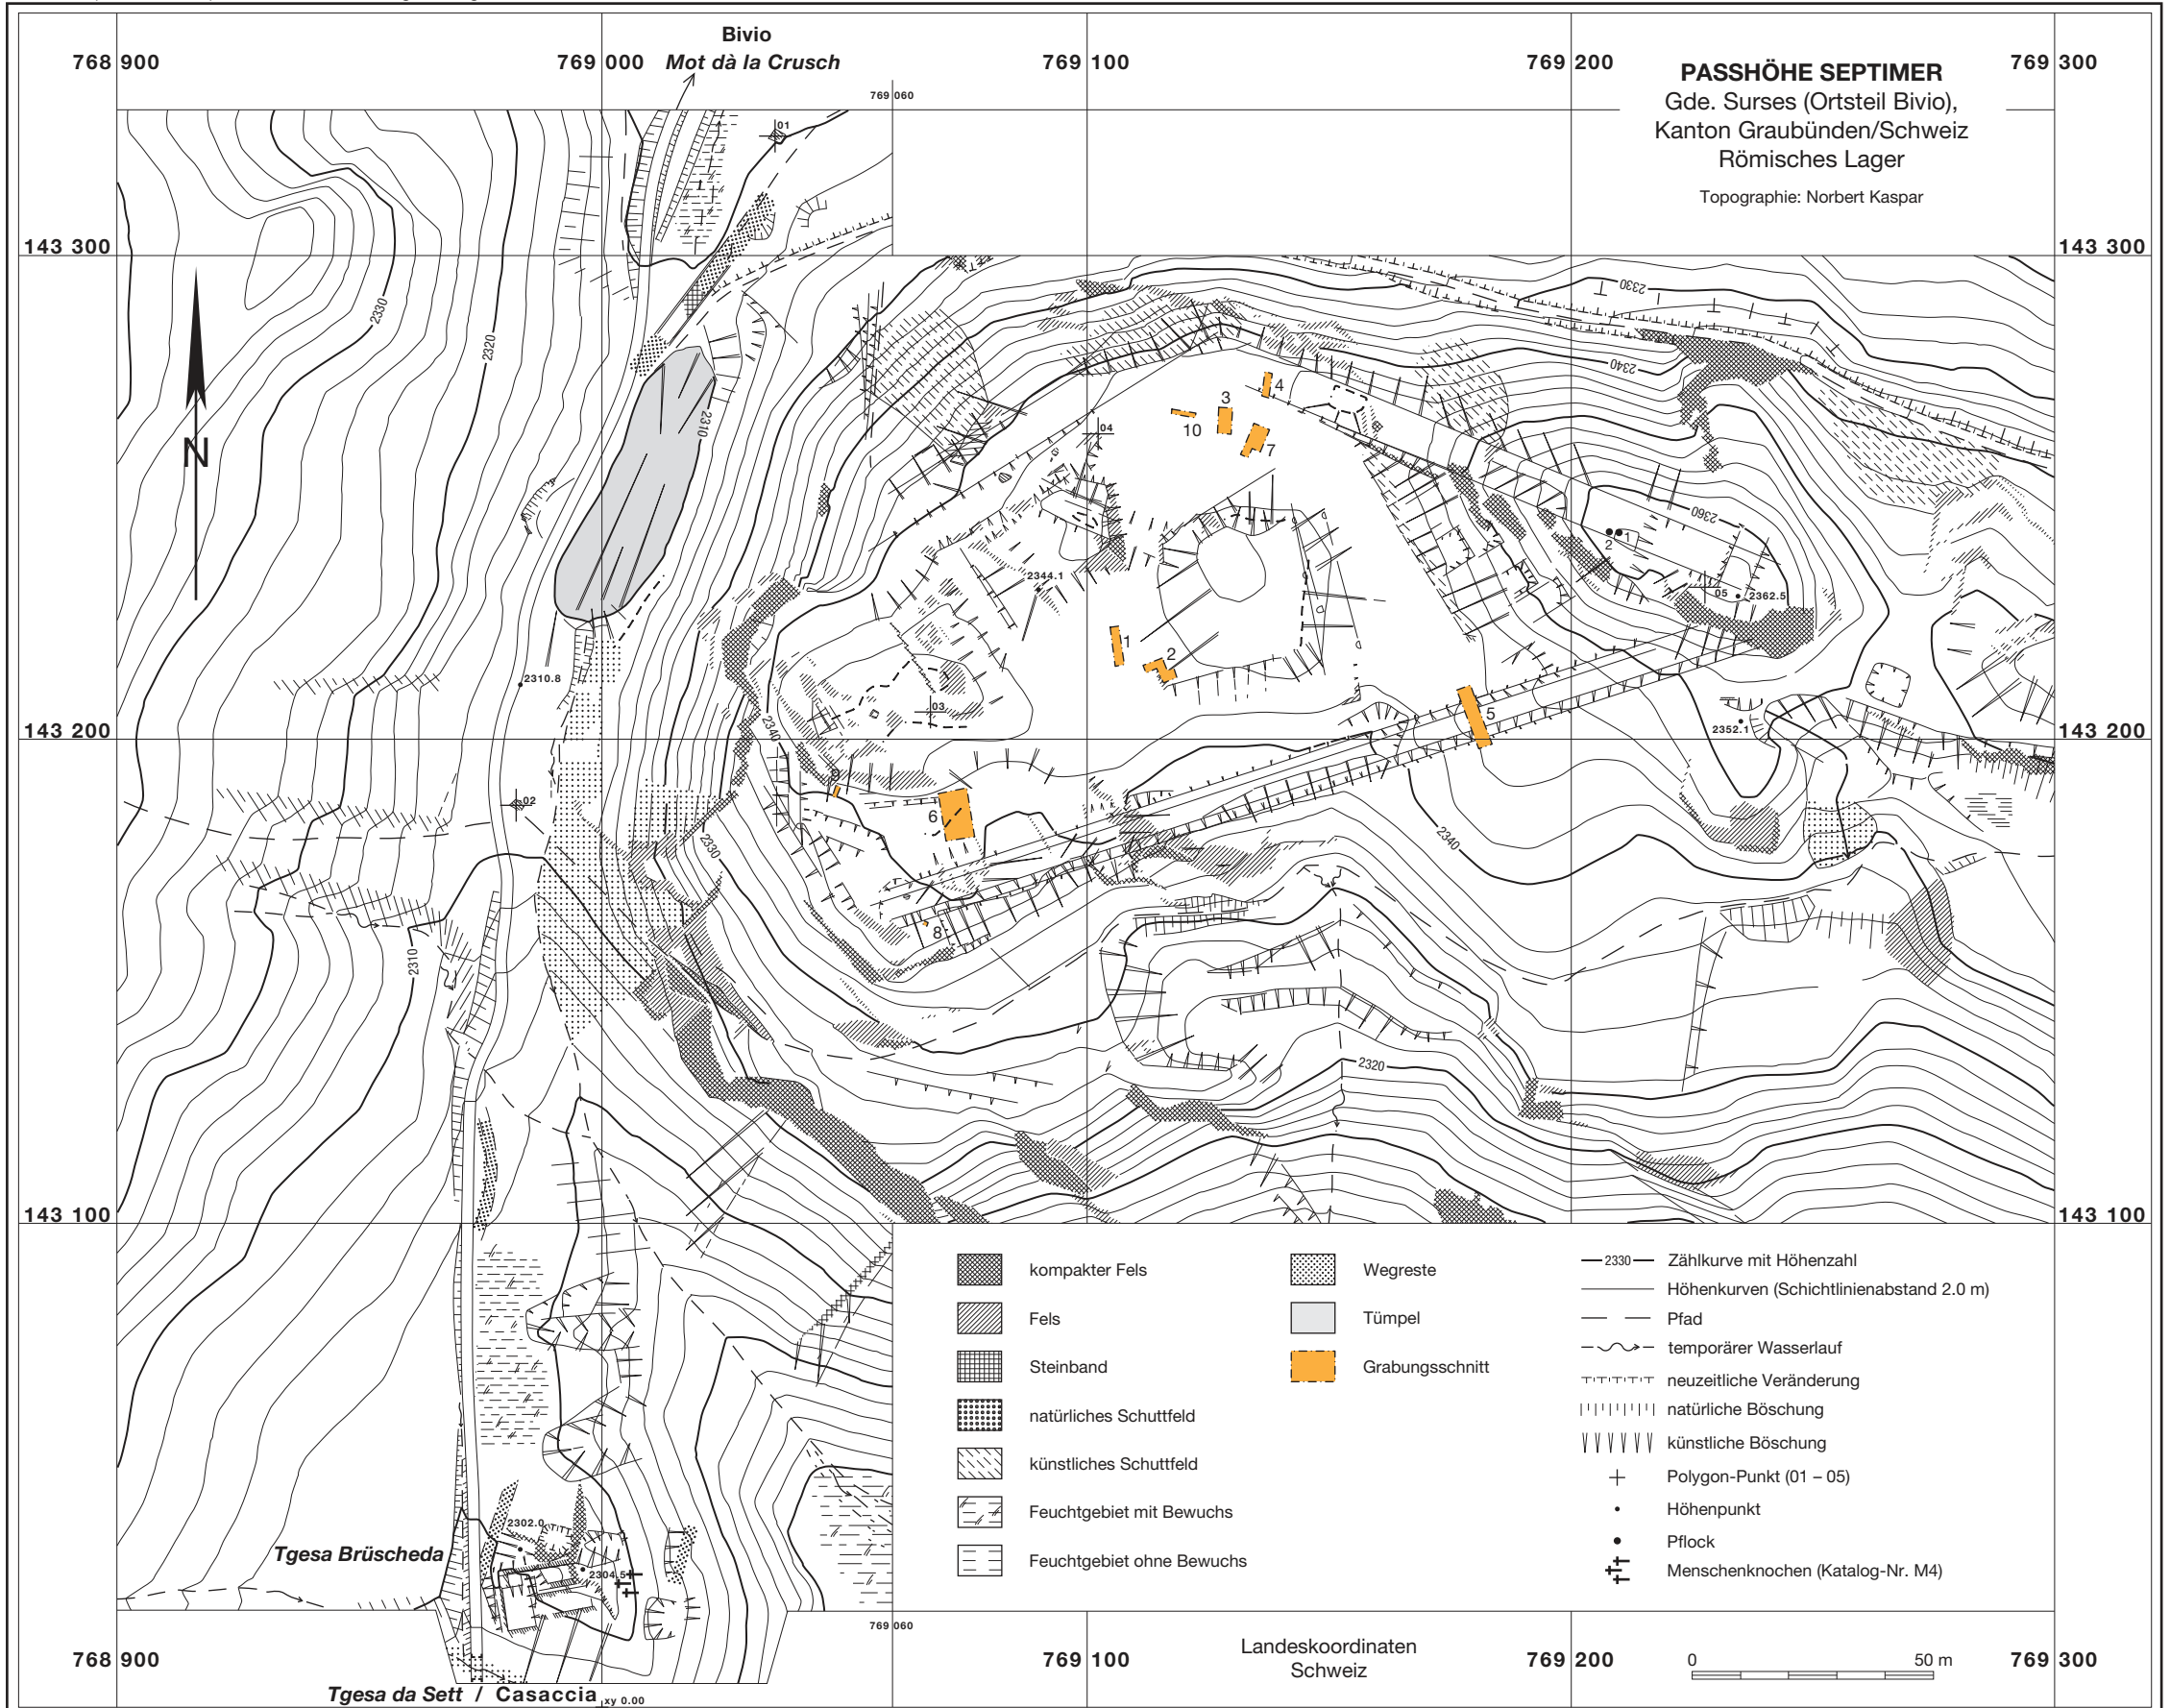 Bivio
Mot dà la Crusch
768 900
769 000
769 100
769 200
769 300
769 060
PASSHÖHE SEPTIMER
Gde. Surses (Ortsteil Bivio),
Kanton Graubünden/Schweiz
Römisches Lager
Topographie: Norbert Kaspar
01
143 300
143 300
2330
2330
2320
2340
2310
N
4
3
10
7
04
2360
1
2
05
2362.5
2344.1
1
2
2310.8
03
5
2352.1
143 200
143 200
2340
9
02
6
2330
2340
8
2310
2320
143 100
143 100
kompakter Fels
Fels
Steinband
natürliches Schuttfeld
künstliches Schuttfeld
Feuchtgebiet mit Bewuchs
Feuchtgebiet ohne Bewuchs
Wegreste
Tümpel
Grabungsschnitt
2330
Zählkurve mit Höhenzahl
Höhenkurven (Schichtlinienabstand 2.0 m)
Pfad
temporärer Wasserlauf
neuzeitliche Veränderung
natürliche Böschung
künstliche Böschung
Polygon-Punkt (01 – 05)
Höhenpunkt
Pflock
Menschenknochen (Katalog-Nr. M4)
2302.0
Tgesa Brüscheda
2304.5
769 060
768 900
769 100
Landeskoordinaten
Schweiz
769 200
0 50 m
769 300
Tgesa da Sett / Casaccia
xy 0.00